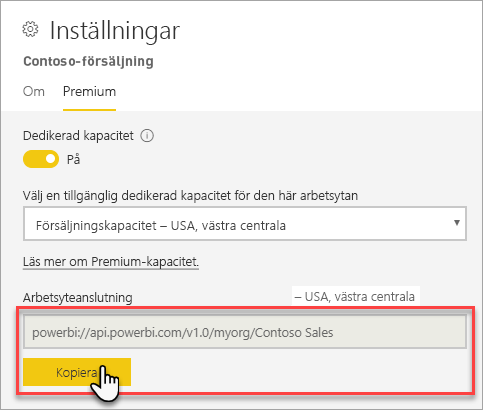 Inställningar
Contoso-försäljning
Om Premium
Dedikerad kapacitet
På
Välj en tillgänglig dedikerad kapacitet för den här arbetsytan
Försäljningskapacitet – USA, västra centrala
Läs mer om Premium-kapacitet.
Arbetsyteanslutning – USA, västra centrala
powerbi://api.powerbi.com/v1.0/myorg/Contoso Sales
Kopiera